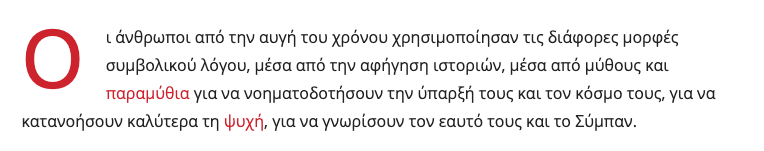 Οι άνθρωποι από την αυγή του χρόνου χρησιμοποίησαν τις διάφορες μορφές
συμβολικού λόγου, μέσα από την αφήγηση ιστοριών, μέσα από μύθους και
παραμύθια για να νοηματοδοτήσουν την ύπαρξή τους και τον κόσμο τους, για να
κατανοήσουν καλύτερα τη ψυχή, για να γνωρίσουν τον εαυτό τους και το Σύμπαν.